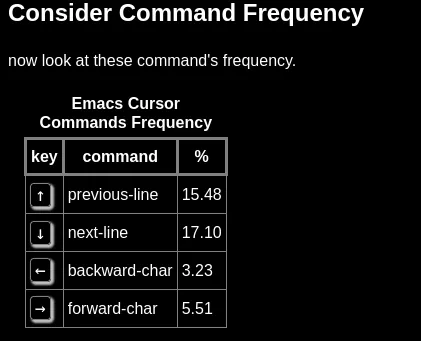 Consider Command Frequency
now look at these command's frequency.
Emacs Cursor
Commands Frequency
key command %
↑ previous-line 15.48
↓ next-line 17.10
← backward-char 3.23
→ forward-char 5.51